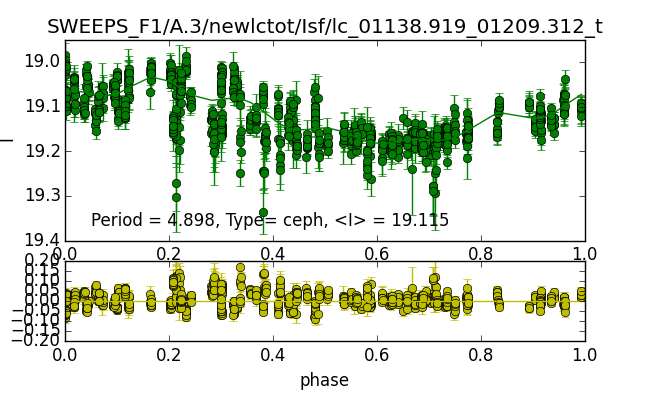 SWEEPS_F1/A.3/newlctot/lsf/lc_01138.919_01209.312_t
19.0
19.1
19.2
19.3
19.4
I
Period = 4.898, Type= ceph, <I> = 19.115
0.0 0.2 0.4 0.6 0.8 1.0
0.20
0.15
0.10
0.05
0.00
−0.05
−0.10
−0.15
−0.20
0.0 0.2 0.4 0.6 0.8 1.0
phase